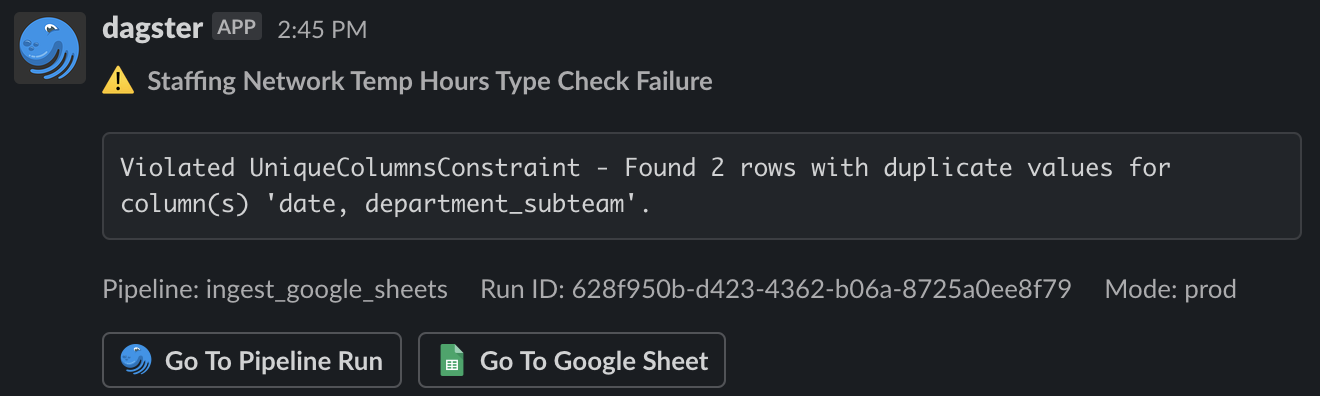 dagster APP 2:45 PM
Staffing Network Temp Hours Type Check Failure
Violated UniqueColumnsConstraint - Found 2 rows with duplicate values for
column(s) 'date, department_subteam'.
Pipeline: ingest_google_sheets Run ID: 628f950b-d423-4362-b06a-8725a0ee8f79 Mode: prod
Go To Pipeline Run Go To Google Sheet